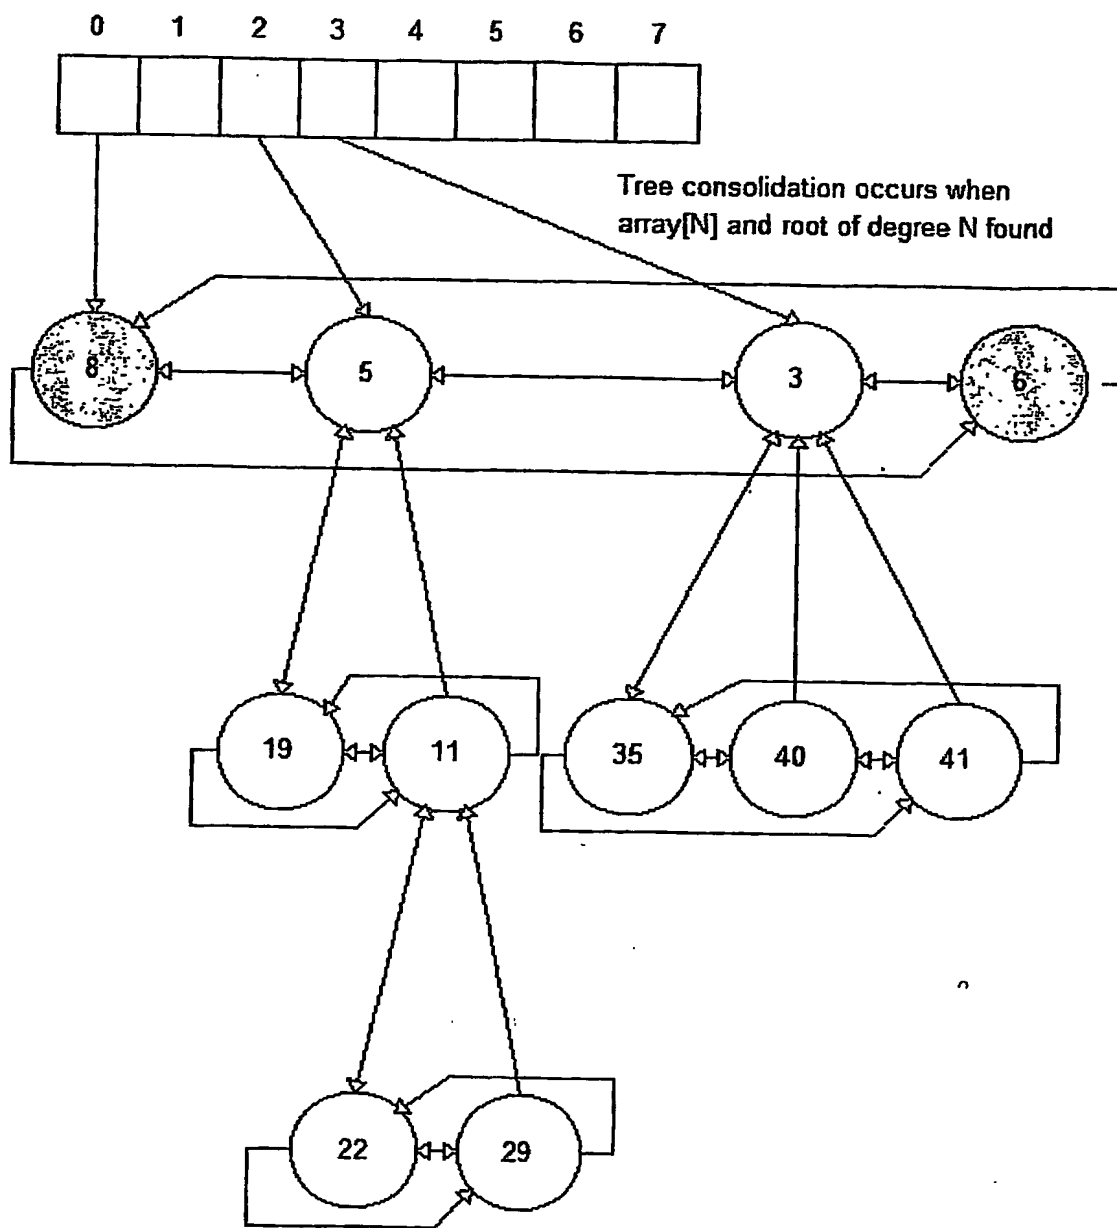 0 1 2 3 4 5 6 7
Tree consolidation occurs when
array[N] and root of degree N found
8 5 3 6
19 11 35 40 41
22 29